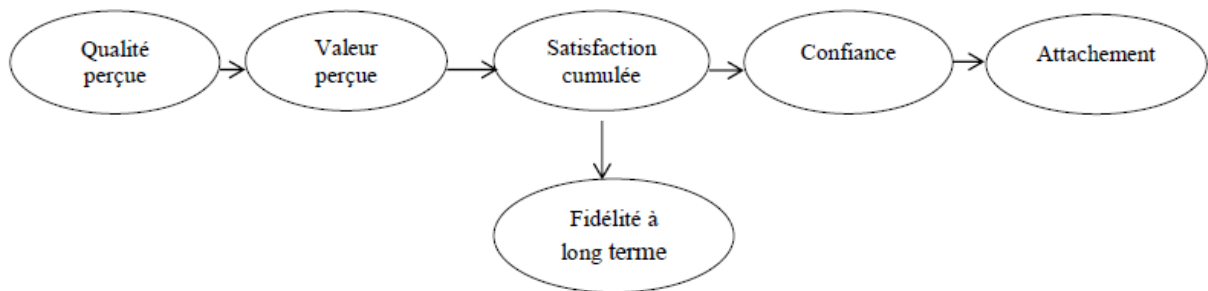 Qualité
perçue
Valeur
perçue
Satisfaction
cumulée
Confiance
Attachement
Fidélité à
long terme